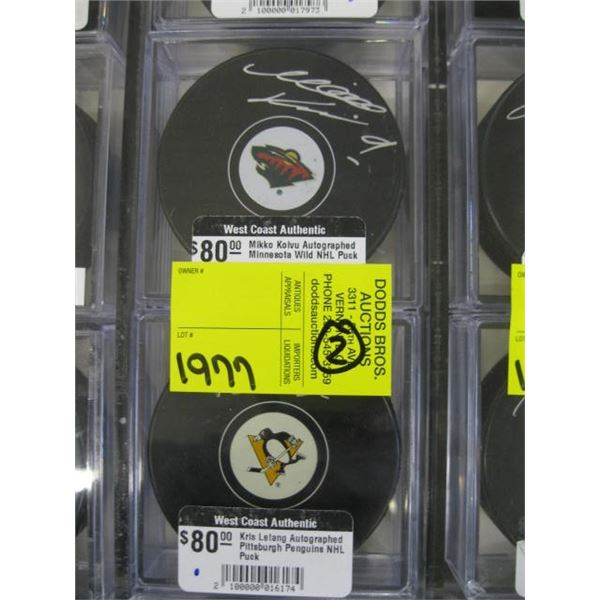 2 100000 017973
West Coast Authentic
$80.00 Mikko Koivu Autographed
Minnesota Wild NHL Puck
OWNER #
LOT #
1977
ANTIQUES
APPRAISALS
IMPORTERS
LIQUIDATIONS
DODDS BROS.
AUCTIONS
3311 -
VERN
PHONE
doddsauctions.com
2
West Coast Authentic
$80.00 Kris Letang Autographed
Pittsburgh Penguins NHL
Puck
2 100000 016174